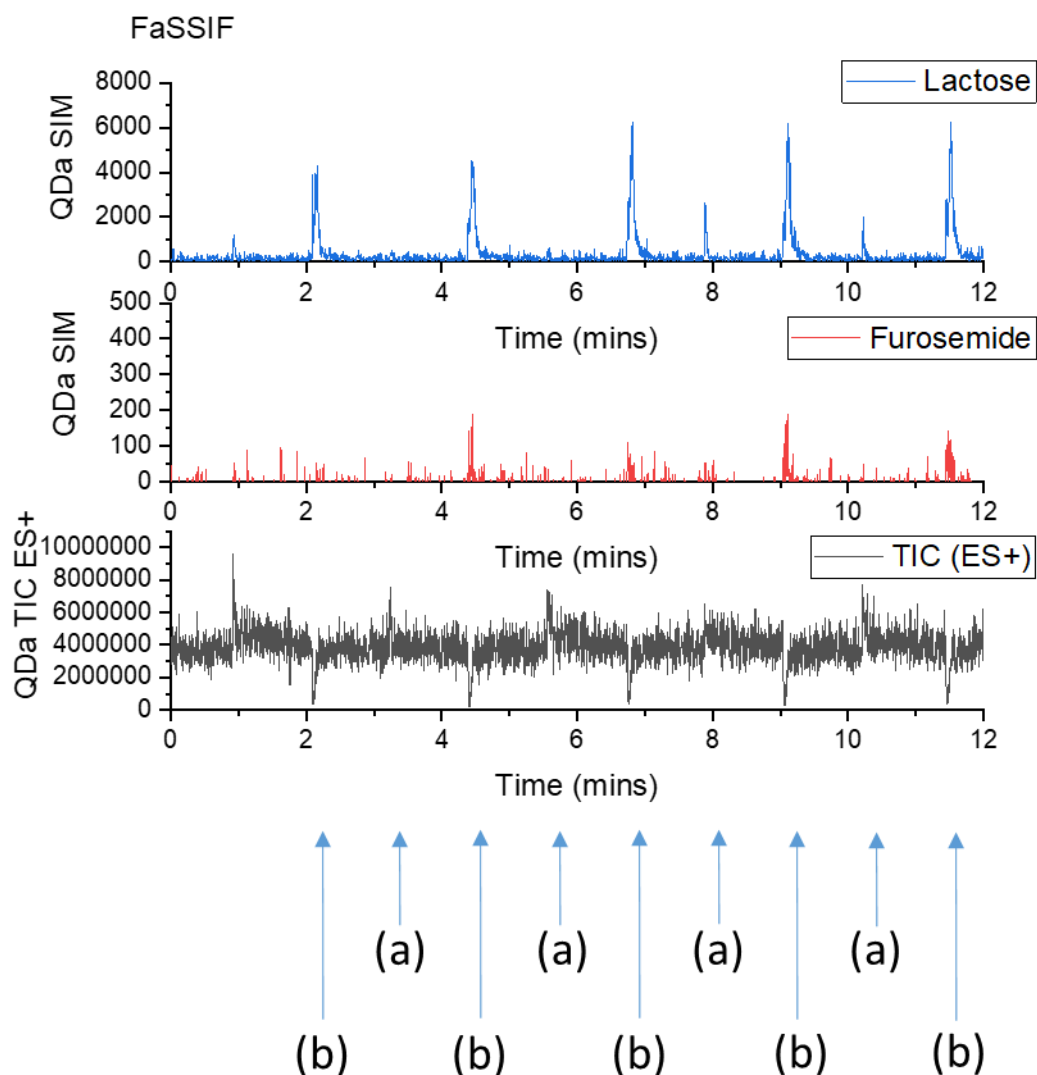 FaSSIF
Lactose
QDa SIM
8000
6000
4000
2000
0
0 2 4 6 8 10 12
Time (mins)
Furosemide
QDa SIM
500
400
300
200
100
0
0 2 4 6 8 10 12
Time (mins)
TIC (ES+)
QDa TIC ES+
10000000
8000000
6000000
4000000
2000000
0
0 2 4 6 8 10 12
Time (mins)
(a) (a) (a) (a)
(b) (b) (b) (b) (b)